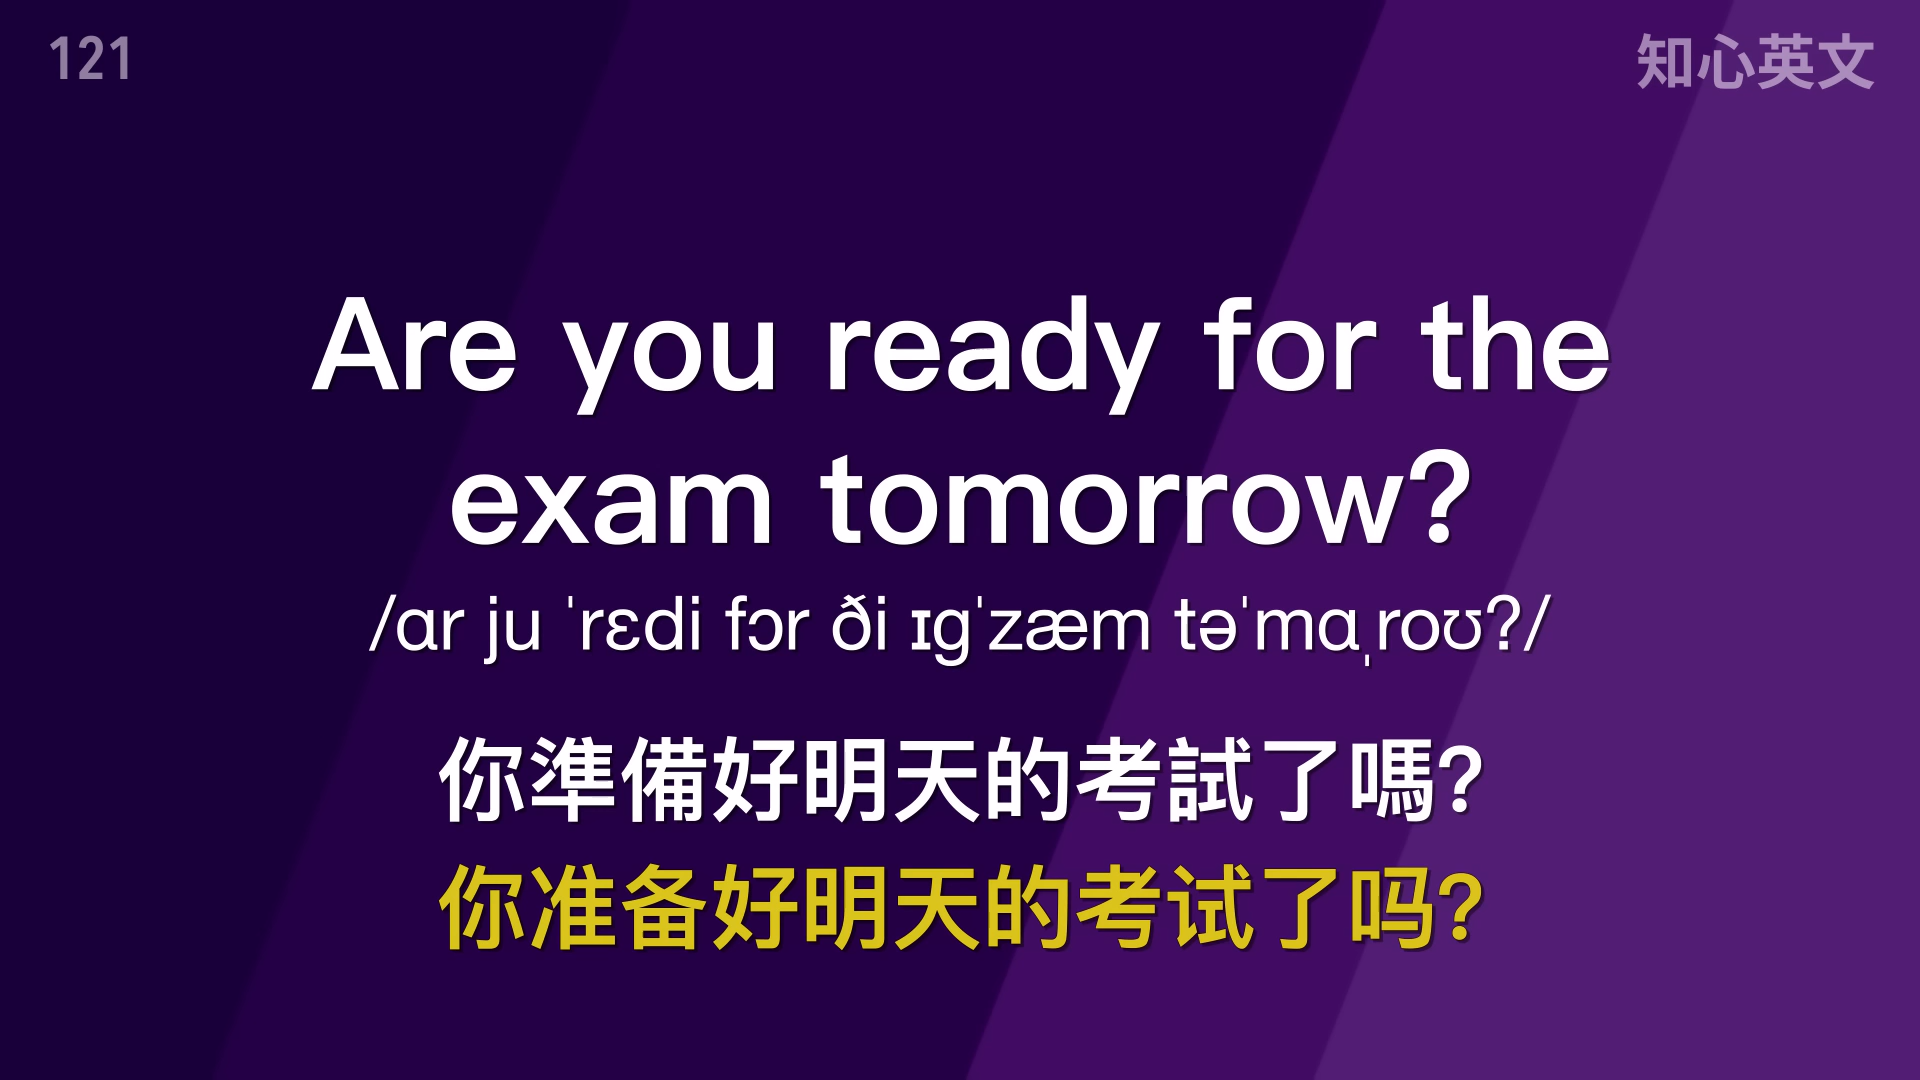 121
知心英文
Are you ready for the
exam tomorrow?
/ɑr ju ˈrɛdi fɔr ði ɪgˈzæm təˈmɑˌroʊ?/
你準備好明天的考試了嗎?
你准备好明天的考试了吗?